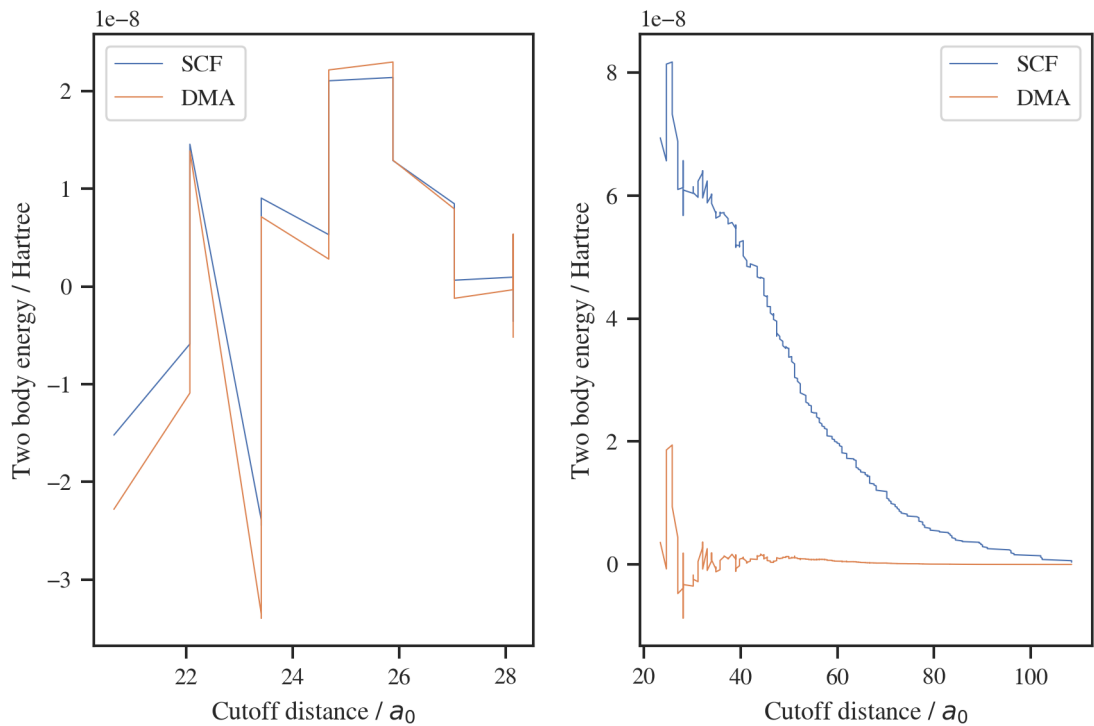 1e−8
SCF
DMA
2
1
0
−1
−2
−3
Two body energy / Hartree
22
24
26
28
Cutoff distance / a0
1e−8
SCF
DMA
8
6
4
2
0
Two body energy / Hartree
20
40
60
80
100
Cutoff distance / a0